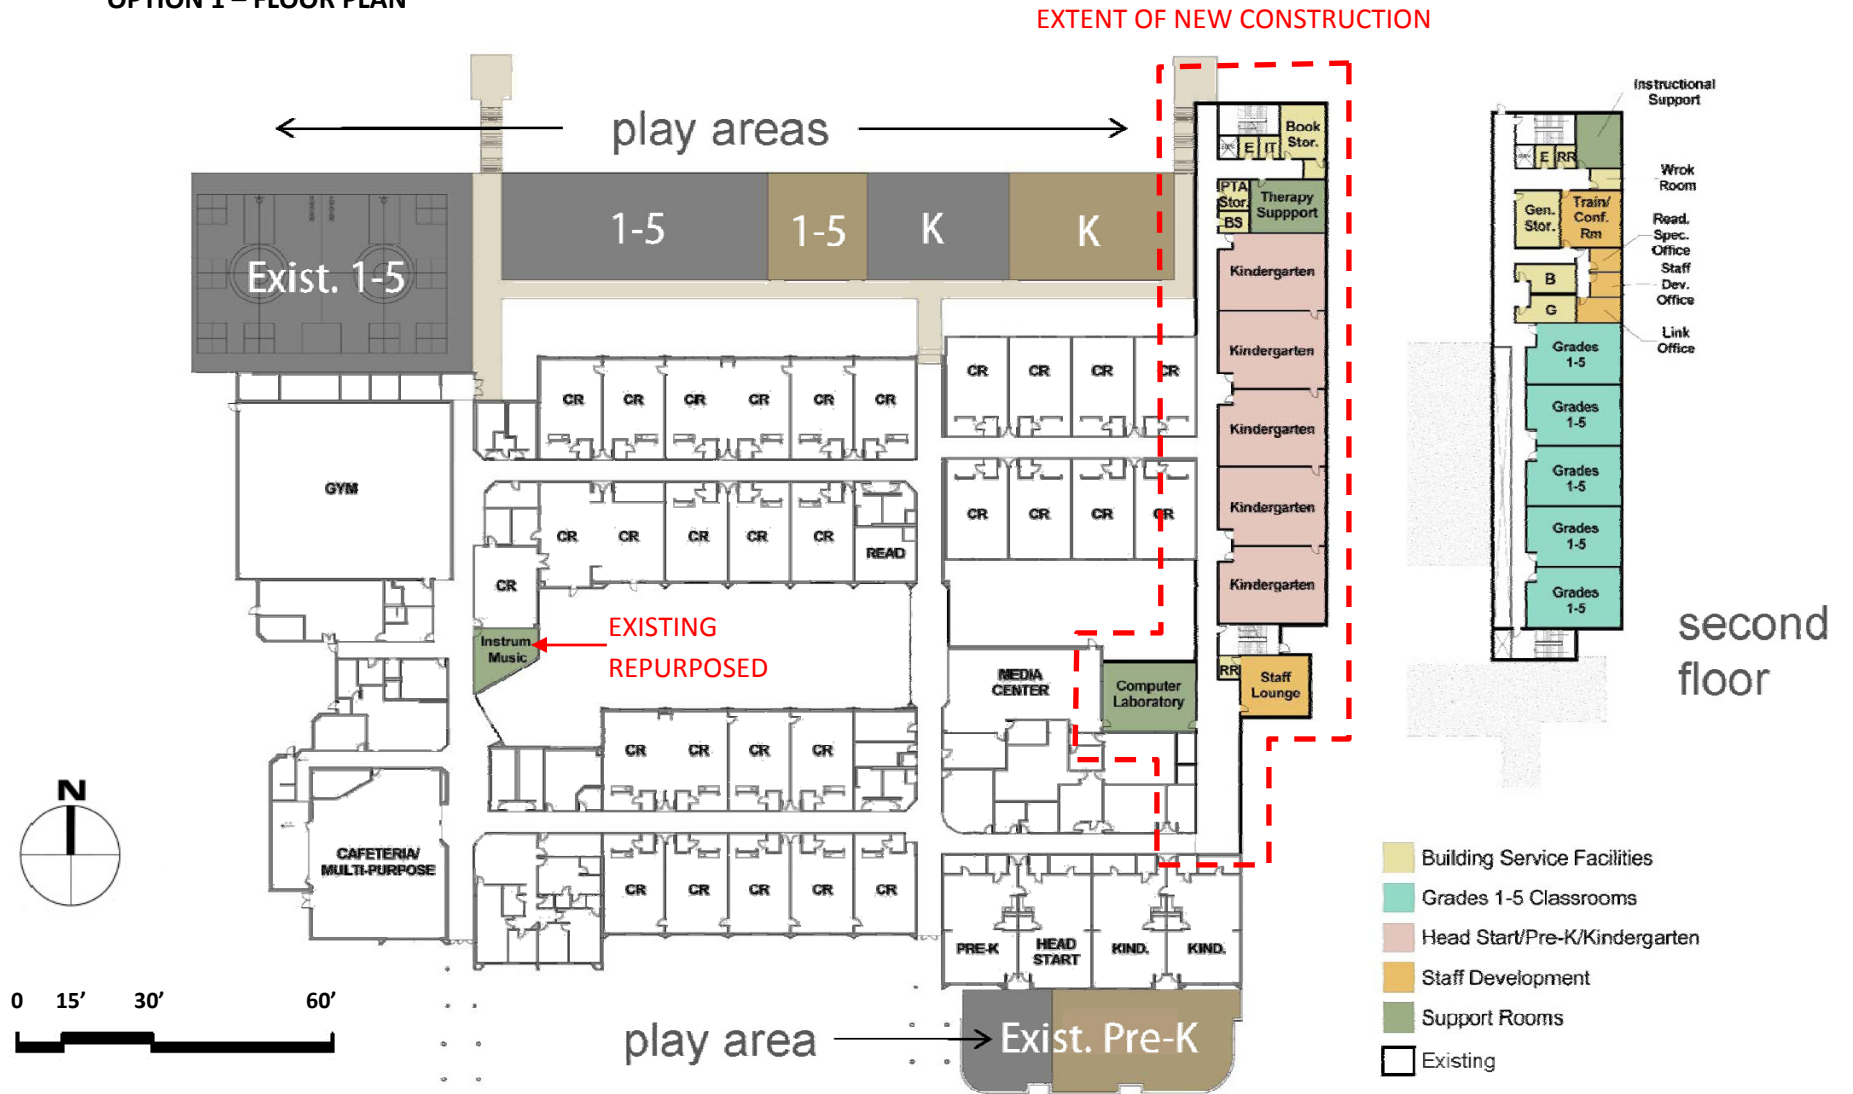 OPTION 1 – FLOOR PLAN
EXTENT OF NEW CONSTRUCTION
play areas
Exist. 1-5
1-5
1-5
K
K
Book
Stor.
E
IT
PTA
Stor.
BS
Therapy
Suppport
Kindergarten
Kindergarten
Kindergarten
Kindergarten
Kindergarten
RR
Staff
Lounge
Computer
Laboratory
MEDIA
CENTER
CR
CR
CR
CR
CR
CR
CR
CR
CR
CR
CR
CR
CR
CR
GYM
CR
CR
CR
CR
CR
READ
CR
Instrum.
Music
EXISTING
REPURPOSED
CR
CR
CR
CR
CAFETERIA/
MULTI-PURPOSE
CR
CR
CR
CR
CR
PRE-K
HEAD
START
KIND.
KIND.
play area
Exist. Pre-K
N
0 15’ 30’ 60’
Instructional
Support
E
RR
Wrok
Room
Gen.
Stor.
Train/
Conf.
Rm
Read.
Spec.
Office
Staff
Dev.
Office
B
G
Link
Office
Grades
1-5
Grades
1-5
Grades
1-5
Grades
1-5
Grades
1-5
second
floor
Building Service Facilities
Grades 1-5 Classrooms
Head Start/Pre-K/Kindergarten
Staff Development
Support Rooms
Existing